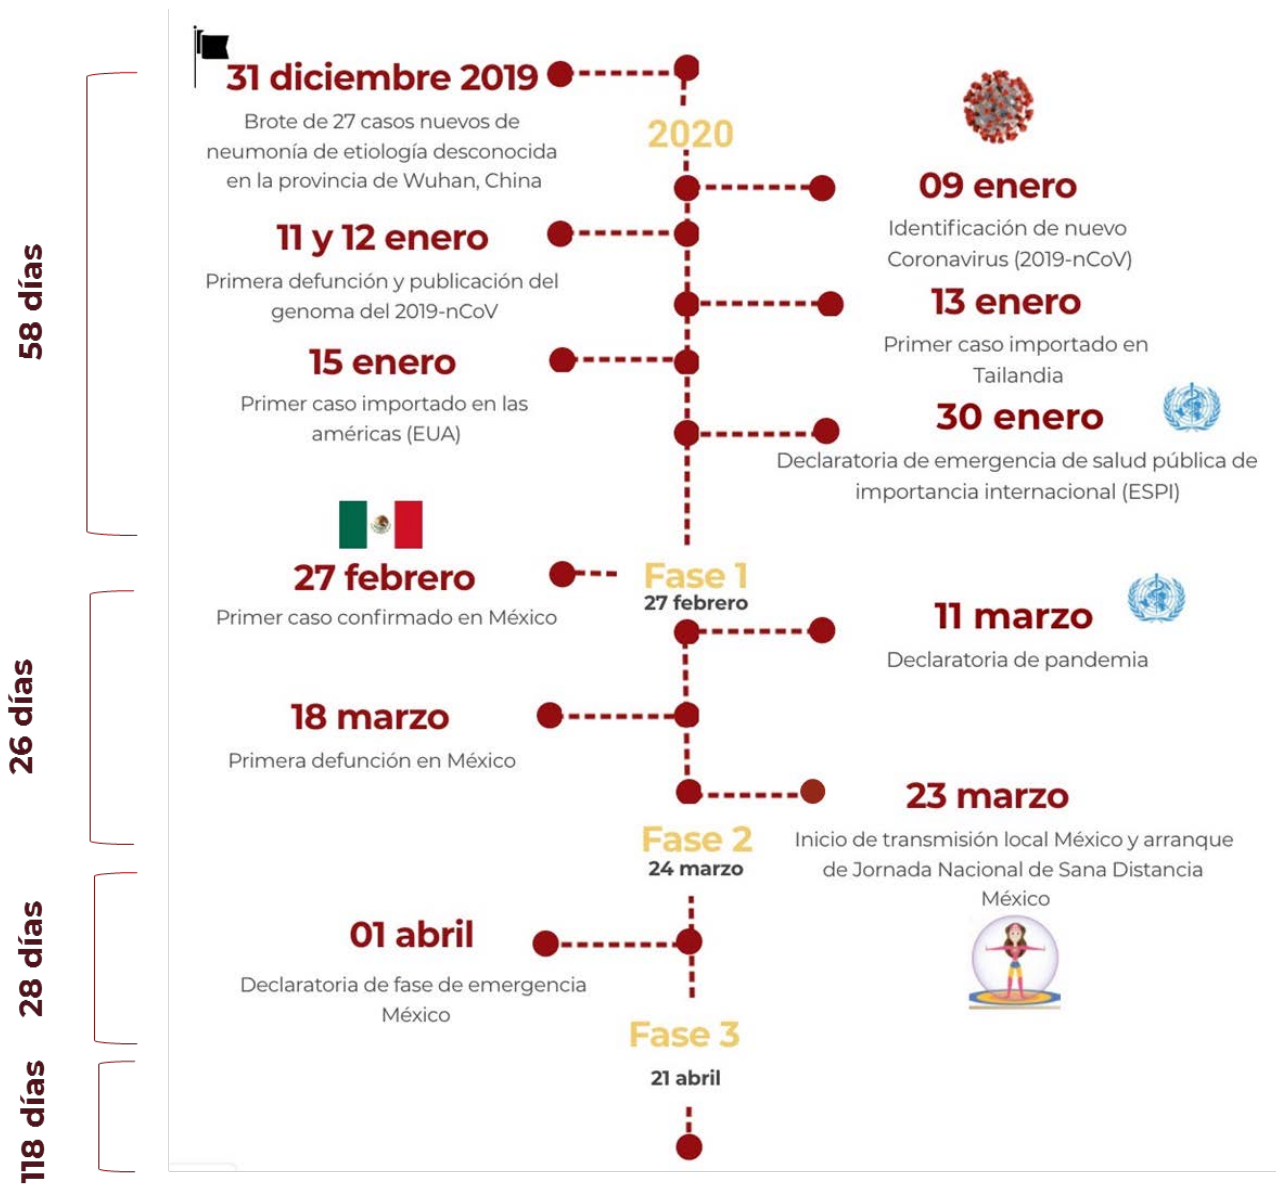 31 diciembre 2019
Brote de 27 casos nuevos de
neumonía de etiología desconocida
en la provincia de Wuhan, China
2020
09 enero
Identificación de nuevo
Coronavirus (2019-nCoV)
11 y 12 enero
Primera defunción y publicación del
genoma del 2019-nCoV
13 enero
Primer caso importado en
Tailandia
15 enero
Primer caso importado en las
américas (EUA)
30 enero
Declaratoria de emergencia de salud pública de
importancia internacional (ESPI)
58 días
27 febrero
Primer caso confirmado en México
Fase 1
27 febrero
11 marzo
Declaratoria de pandemia
18 marzo
Primera defunción en México
23 marzo
Inicio de transmisión local México y arranque
de Jornada Nacional de Sana Distancia
México
26 días
Fase 2
24 marzo
01 abril
Declaratoria de fase de emergencia
México
28 días
Fase 3
21 abril
118 días